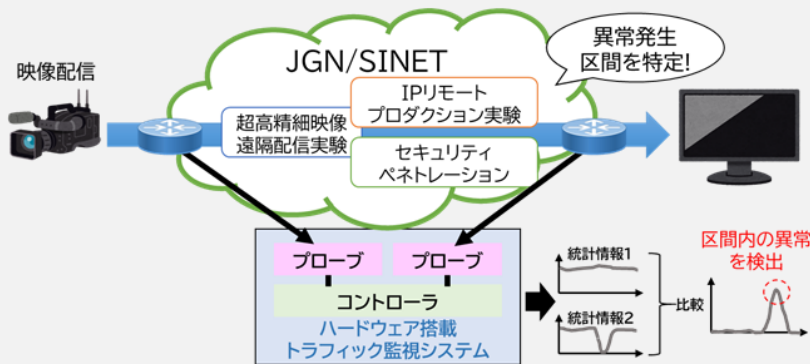 映像配信
JGN/SINET
異常発生
区間を特定!
IPリモート
プロダクション実験
超高精細映像
遠隔配信実験
セキュリティ
ペネトレーション
プローブ
プローブ
コントローラ
ハードウェア搭載
トラフィック監視システム
統計情報1
統計情報2
比較
区間内の異常
を検出